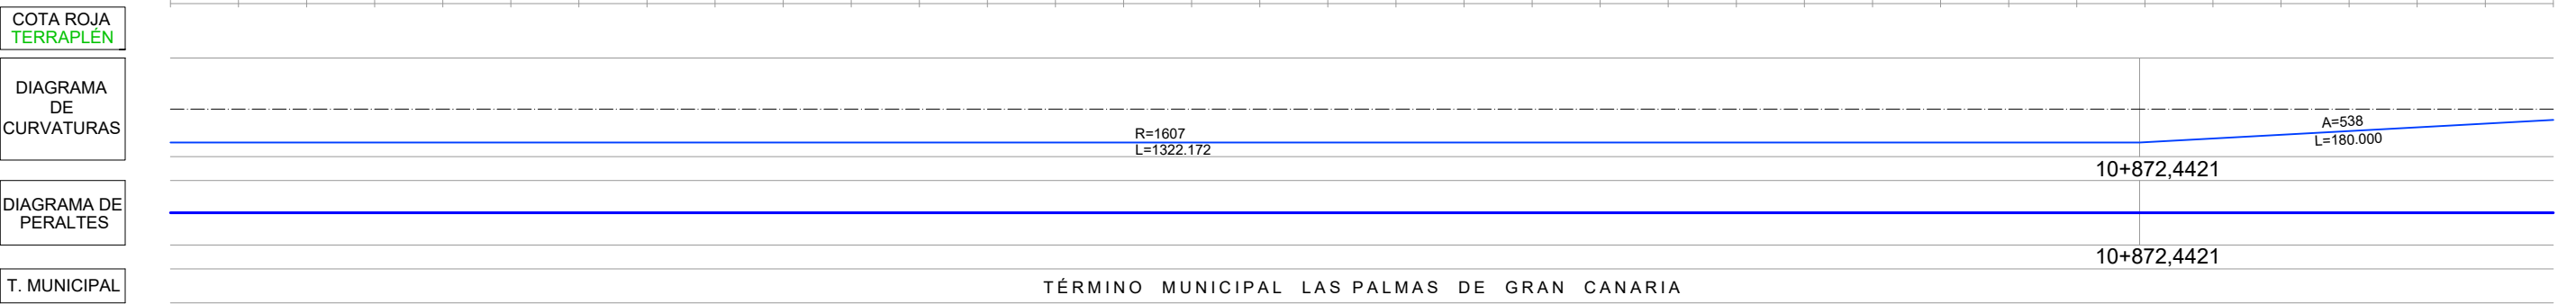 COTA ROJA
TERRAPLÉN
DIAGRAMA
DE
CURVATURAS
R=1607
L=1322.172
A=538
L=180.000
10+872,4421
DIAGRAMA DE
PERALTES
10+872,4421
T. MUNICIPAL
TÉRMINO MUNICIPAL LAS PALMAS DE GRAN CANARIA